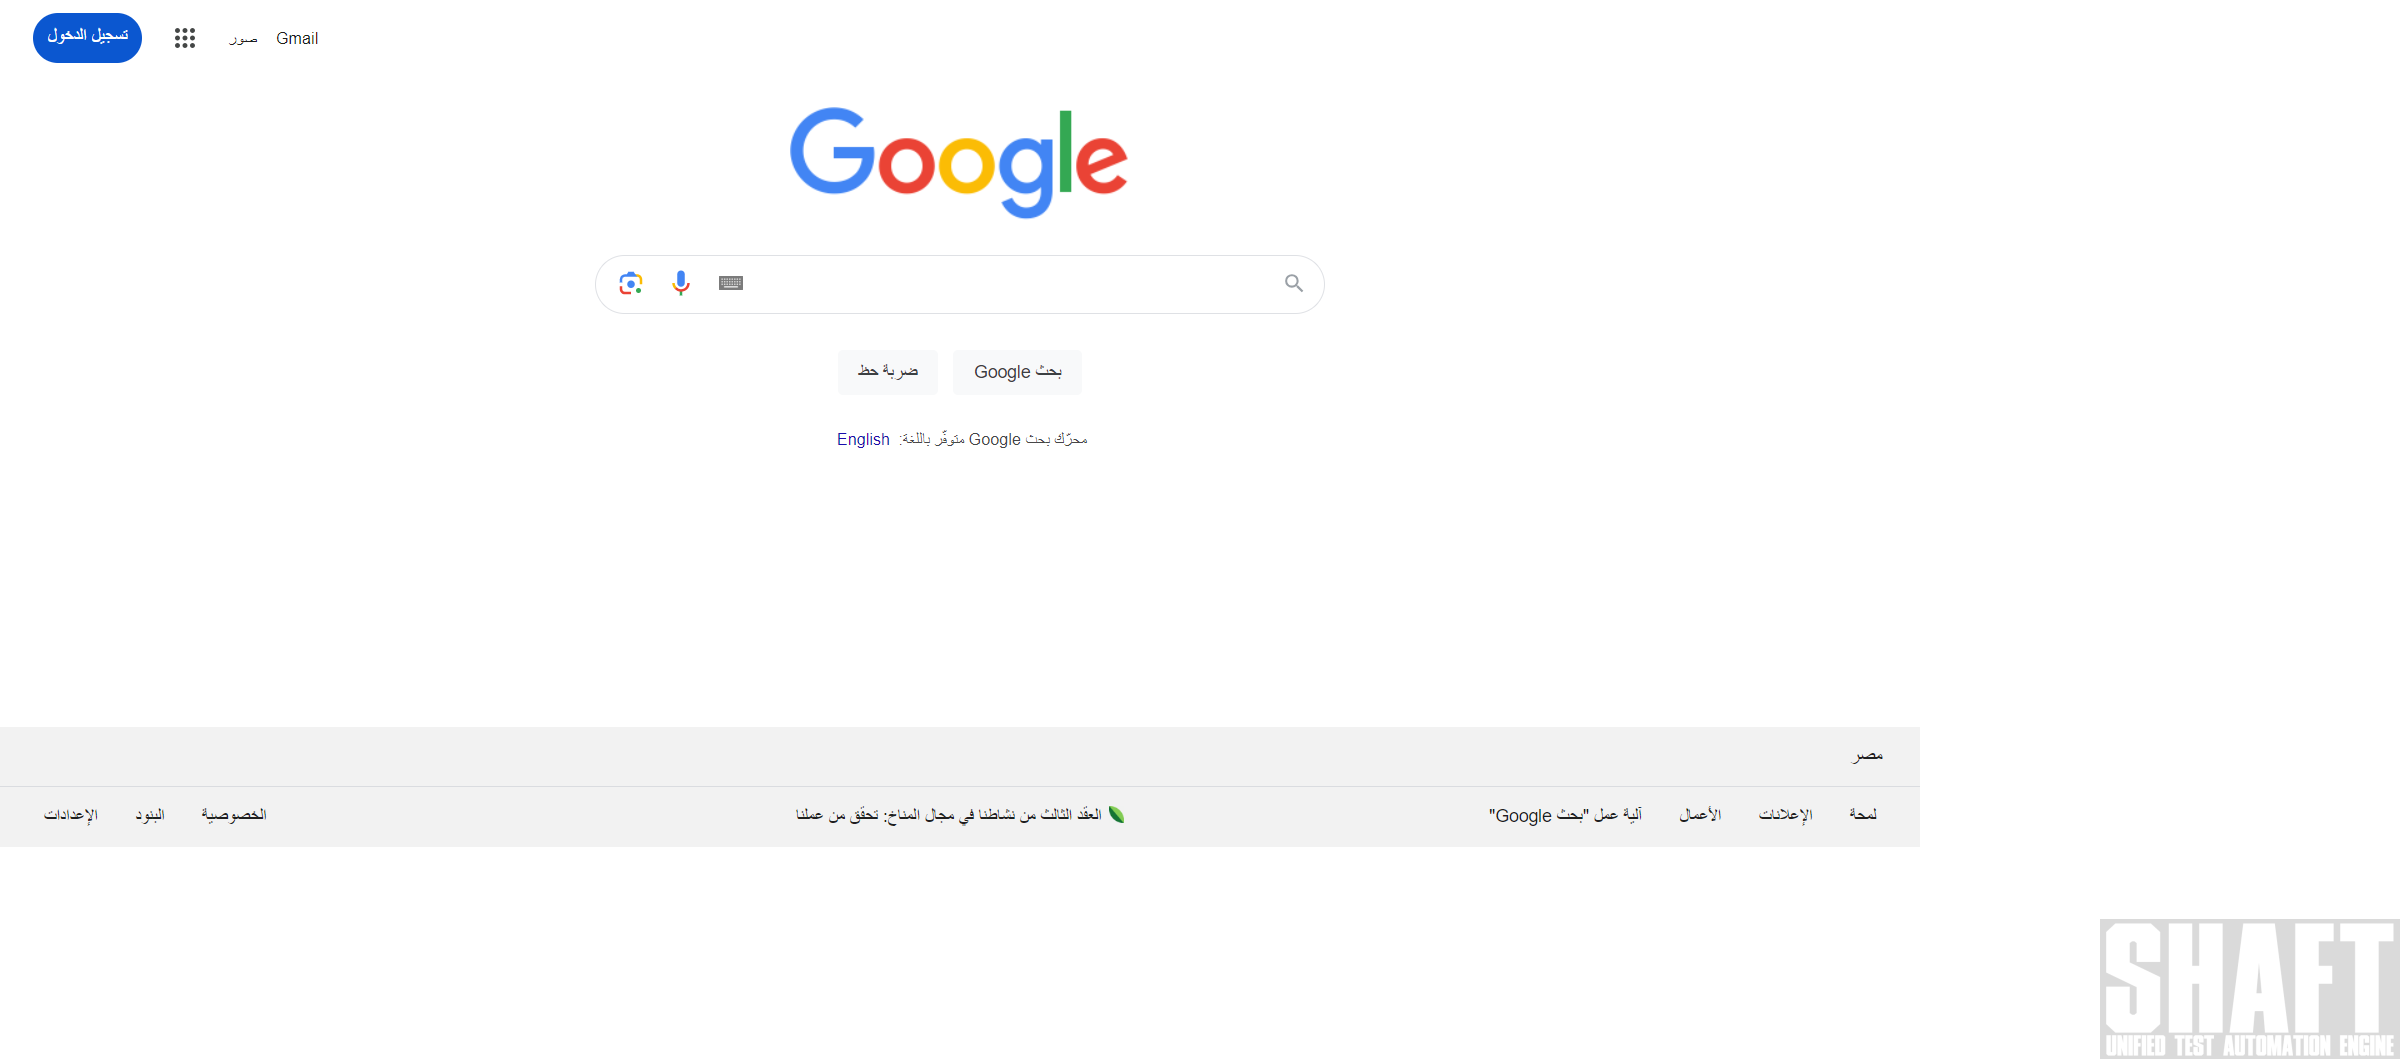 Gmail
صور
تسجيل الدخول
Google
بحث Google
ضربة حظ
محرّك بحث Google متوفّر باللغة: English
مصر
لمحة
الإعلانات
الأعمال
آلية عمل "بحث Google"
العقد الثالث من نشاطنا في مجال المناخ: تحقّق من عملنا
الخصوصية
البنود
الإعدادات
SHAFT
UNIFIED TEST AUTOMATION ENGINE